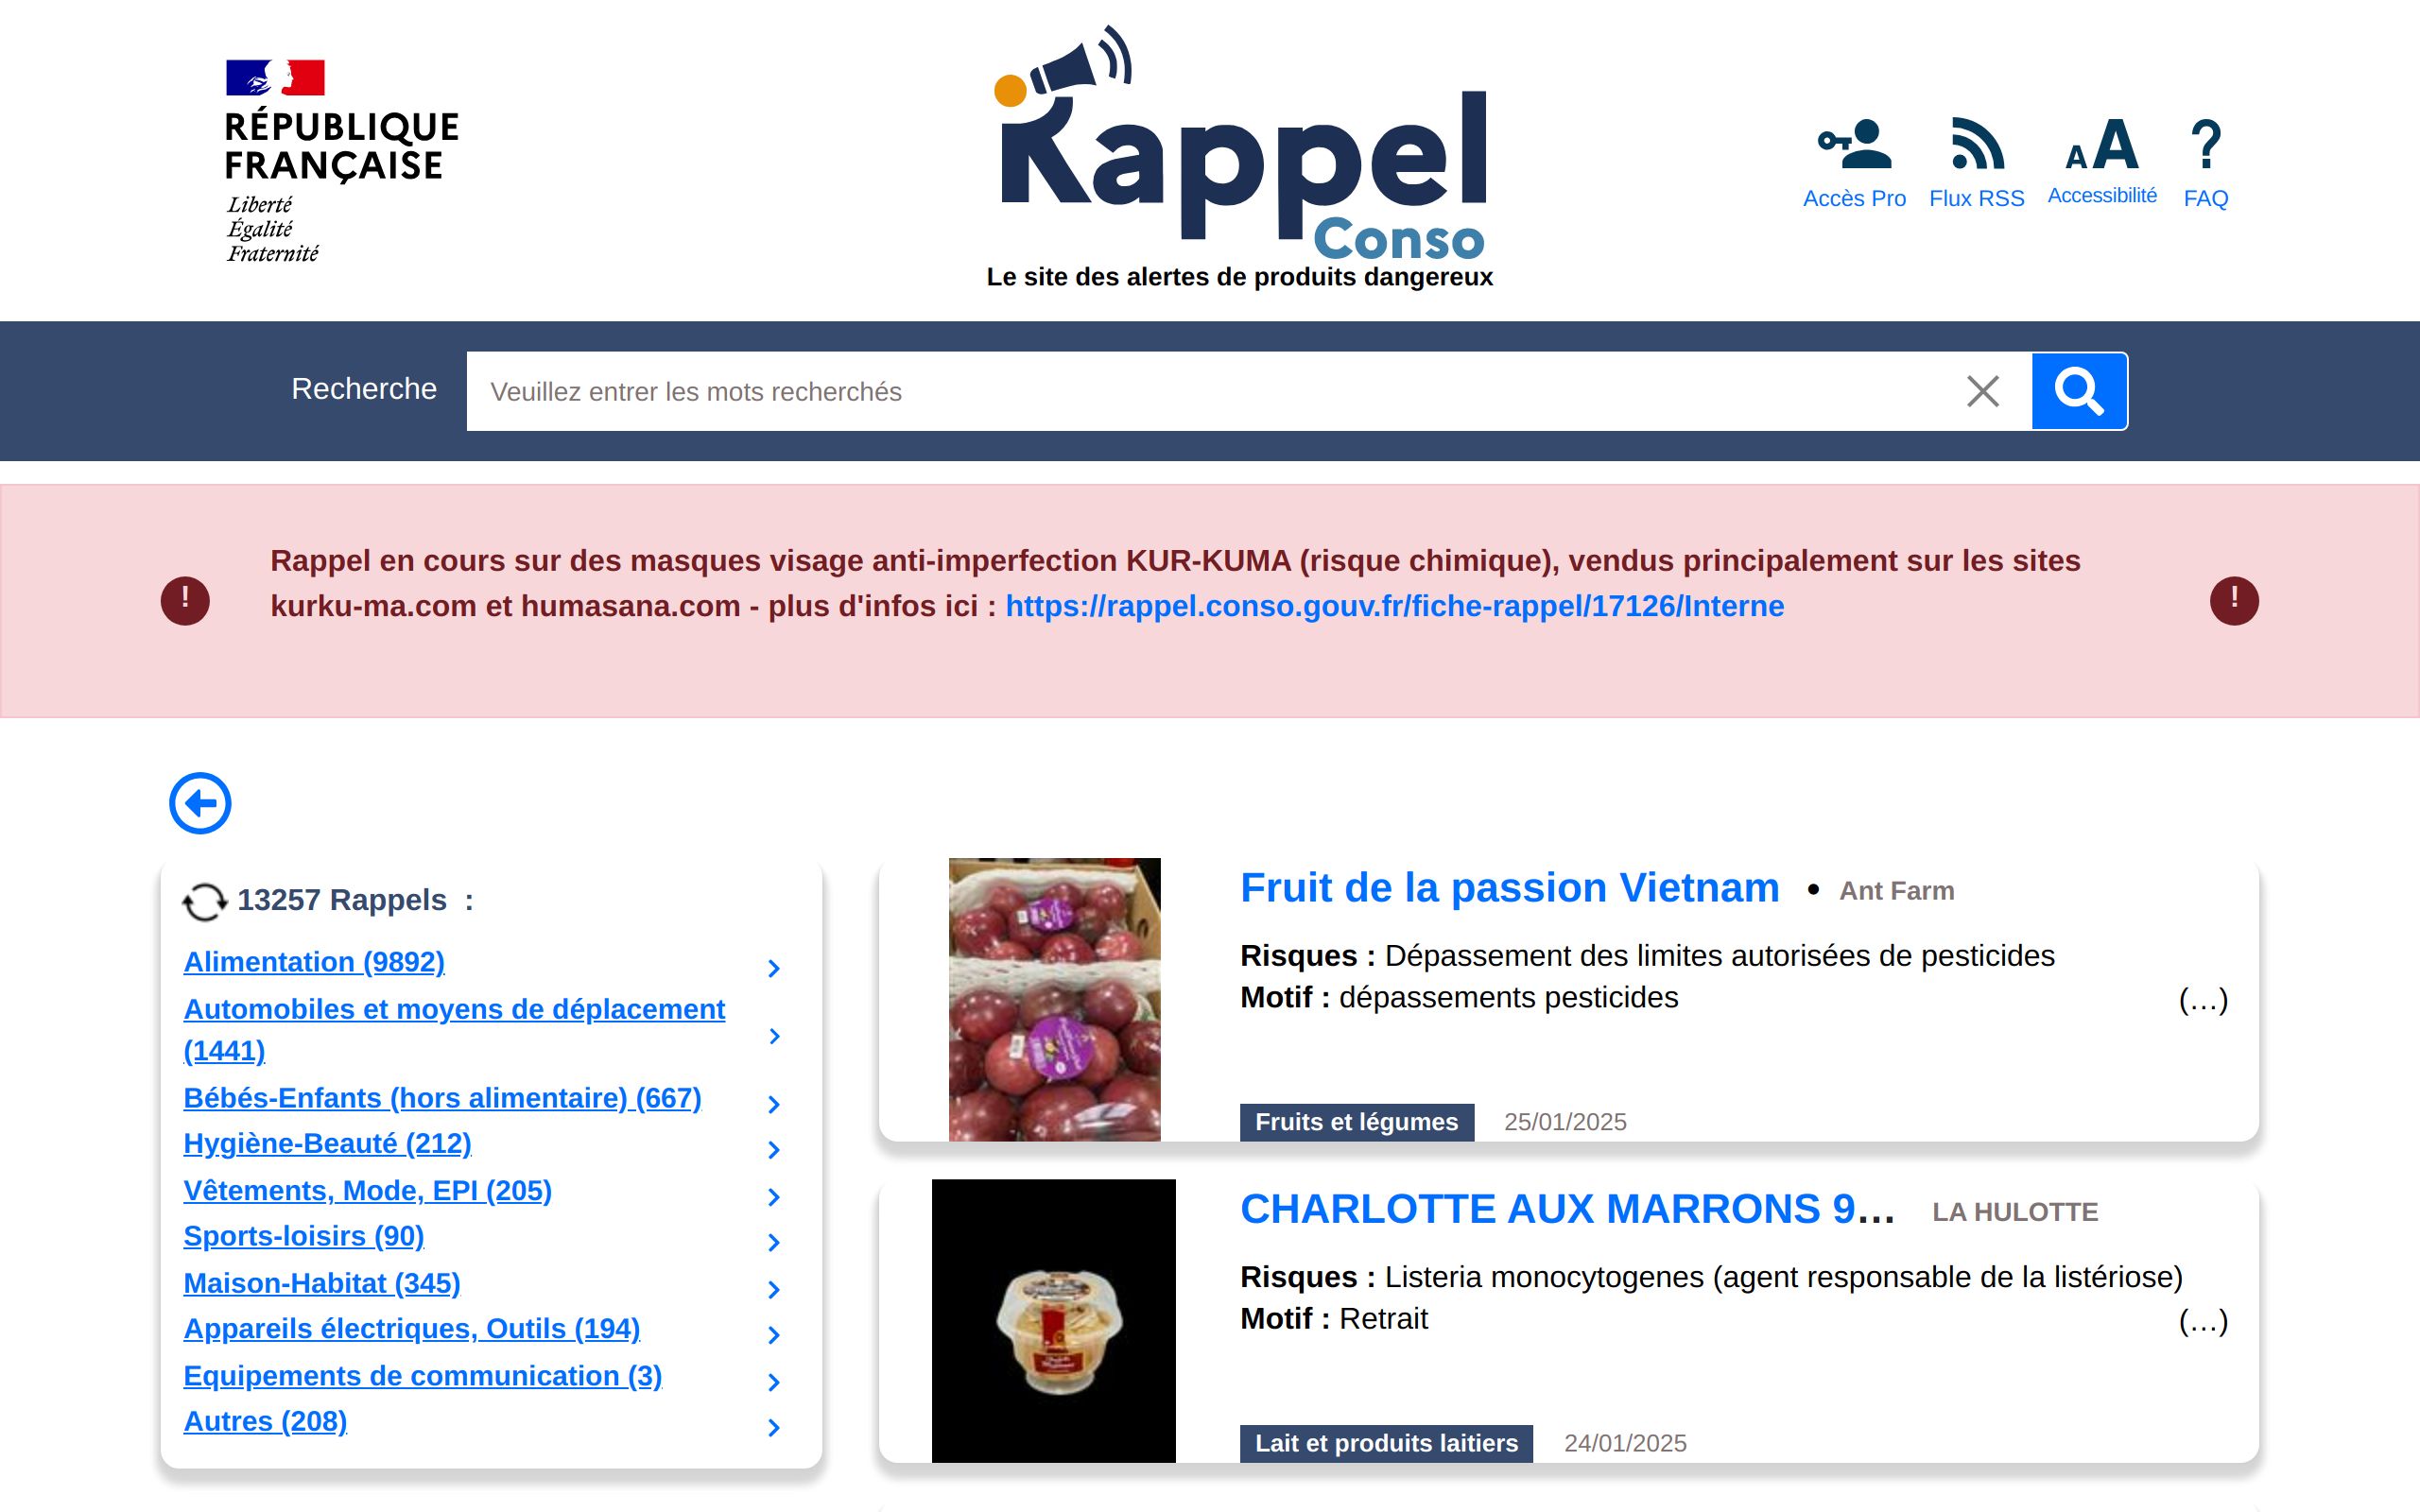 RÉPUBLIQUE
FRANÇAISE
Liberté
Égalité
Fraternité
Rappel
Conso
Le site des alertes de produits dangereux
Accès Pro
Flux RSS
AA
Accessibilité
?
FAQ
Recherche
Veuillez entrer les mots recherchés
!
Rappel en cours sur des masques visage anti-imperfection KUR-KUMA (risque chimique), vendus principalement sur les sites
kurku-ma.com et humasana.com - plus d'infos ici : https://rappel.conso.gouv.fr/fiche-rappel/17126/Interne
!
13257 Rappels :
Alimentation (9892)
Automobiles et moyens de déplacement
(1441)
Bébés-Enfants (hors alimentaire) (667)
Hygiène-Beauté (212)
Vêtements, Mode, EPI (205)
Sports-loisirs (90)
Maison-Habitat (345)
Appareils électriques, Outils (194)
Equipements de communication (3)
Autres (208)
Fruit de la passion Vietnam • Ant Farm
Risques : Dépassement des limites autorisées de pesticides
Motif : dépassements pesticides
(...)
Fruits et légumes 25/01/2025
CHARLOTTE AUX MARRONS 9... LA HULOTTE
Risques : Listeria monocytogenes (agent responsable de la listériose)
Motif : Retrait
(...)
Lait et produits laitiers 24/01/2025